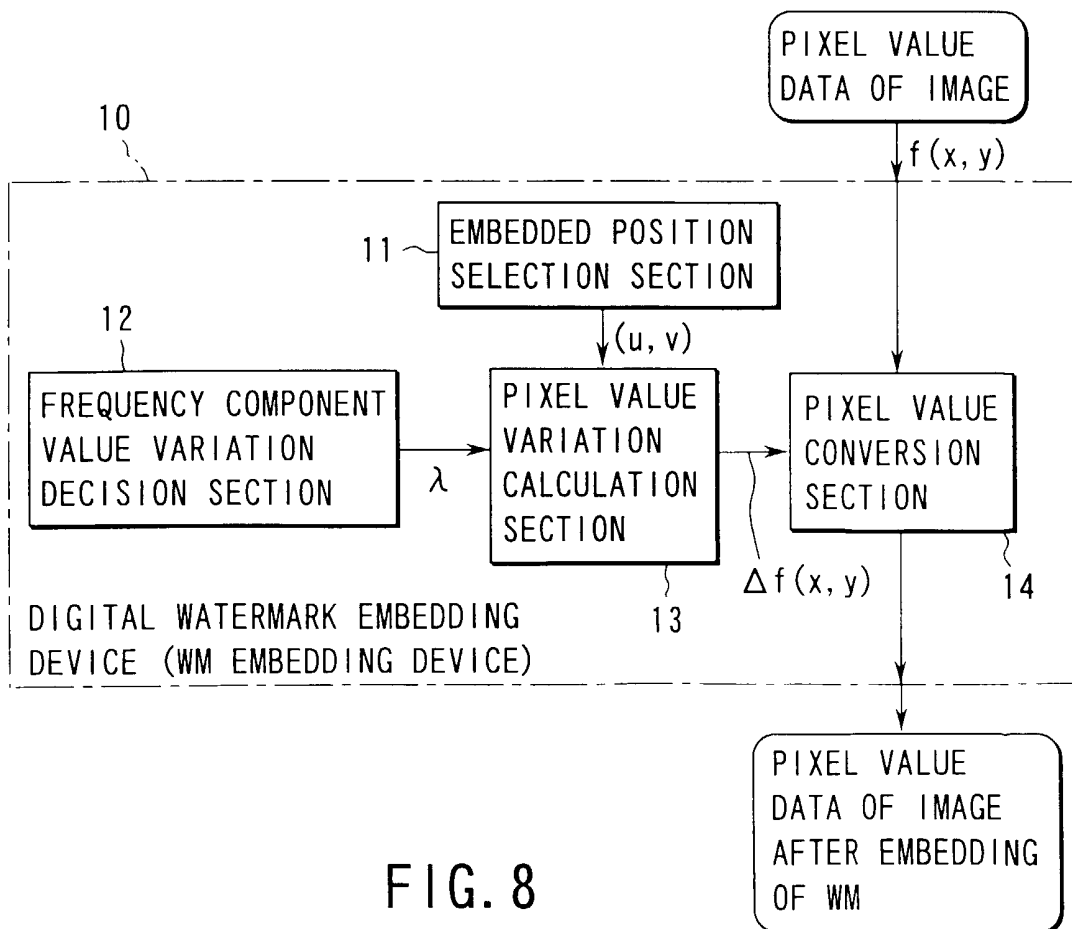 PIXEL VALUE
DATA OF IMAGE
10
f(x, y)
11
EMBEDDED POSITION
SELECTION SECTION
12
(u, v)
FREQUENCY COMPONENT
VALUE VARIATION
DECISION SECTION
λ
PIXEL VALUE
VARIATION
CALCULATION
SECTION
PIXEL VALUE
CONVERSION
SECTION
Δf(x, y)
14
13
DIGITAL WATERMARK EMBEDDING
DEVICE (WM EMBEDDING DEVICE)
PIXEL VALUE
DATA OF IMAGE
AFTER EMBEDDING
OF WM
FIG. 8